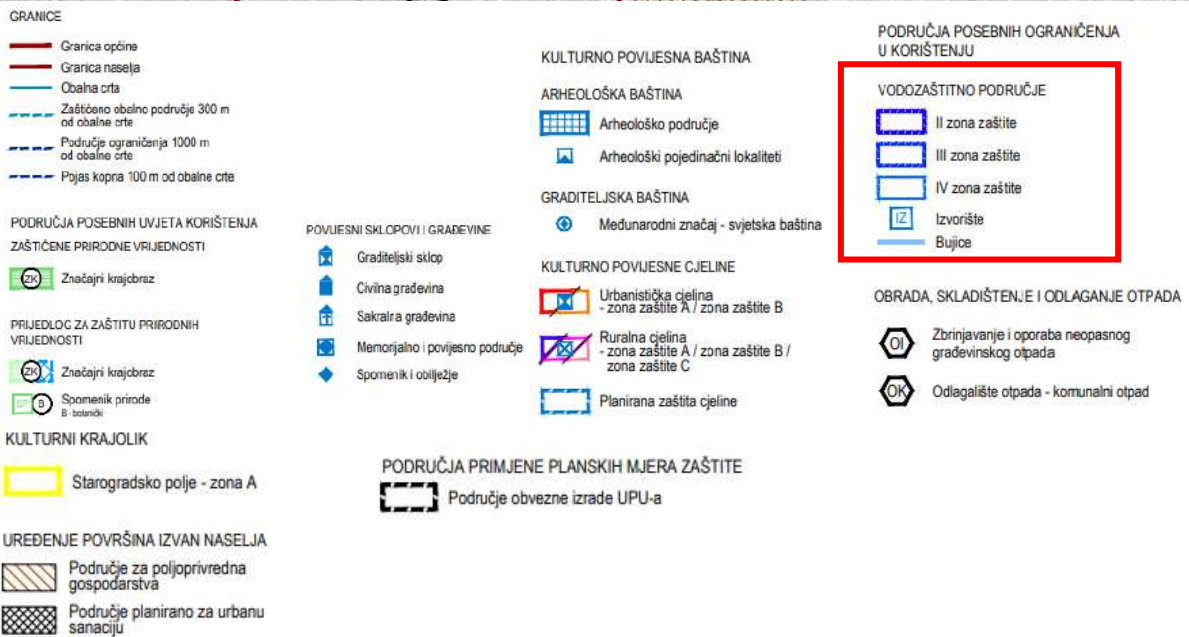 GRANICE
Granica općine
Granica naselja
Obalna crta
Zaštićeno obalno područje 300 m
od obalne crte
Područje ograničenja 1000 m
od obalne crte
Pojas kopna 100 m od obalne crte
PODRUČJA POSEBNIH UVJETA KORIŠTENJA
ZAŠTIĆENE PRIRODNE VRIJEDNOSTI
ZK
Značajni krajobraz
PRIJEDLOG ZA ZAŠTITU PRIRODNIH
VRIJEDNOSTI
ZK
Značajni krajobraz
B
Spomenik prirode
B - botanički
KULTURNI KRAJOLIK
Starogradsko polje - zona A
UREĐENJE POVRŠINA IZVAN NASELJA
Područje za poljoprivredna
gospodarstva
Područje planirano za urbanu
sanaciju
POVIJESNI SKLOPOVI I GRAĐEVINE
Graditeljski sklop
Civilna građevina
Sakralna građevina
Memorijalno i povijesno područje
Spomenik i obilježje
KULTURNO POVIJESNA BAŠTINA
ARHEOLOŠKA BAŠTINA
Arheološko područje
Arheološki pojedinačni lokaliteti
GRADITELJSKA BAŠTINA
Međunarodni značaj - svjetska baština
KULTURNO POVIJESNE CJELINE
Urbanistička cjelina
- zona zaštite A / zona zaštite B
Ruralna cjelina
- zona zaštite A / zona zaštite B /
zona zaštite C
Planirana zaštita cjeline
PODRUČJA PRIMJENE PLANSKIH MJERA ZAŠTITE
Područje obvezne izrade UPU-a
PODRUČJA POSEBNIH OGRANIČENJA
U KORIŠTENJU
VODOZAŠTITNO PODRUČJE
II zona zaštite
III zona zaštite
IV zona zaštite
IZ
Izvorište
Bujice
OBRADA, SKLADIŠTENJE I ODLAGANJE OTPADA
OI
Zbrinjavanje i oporaba neopasnog
građevinskog otpada
OK
Odlagalište otpada - komunalni otpad